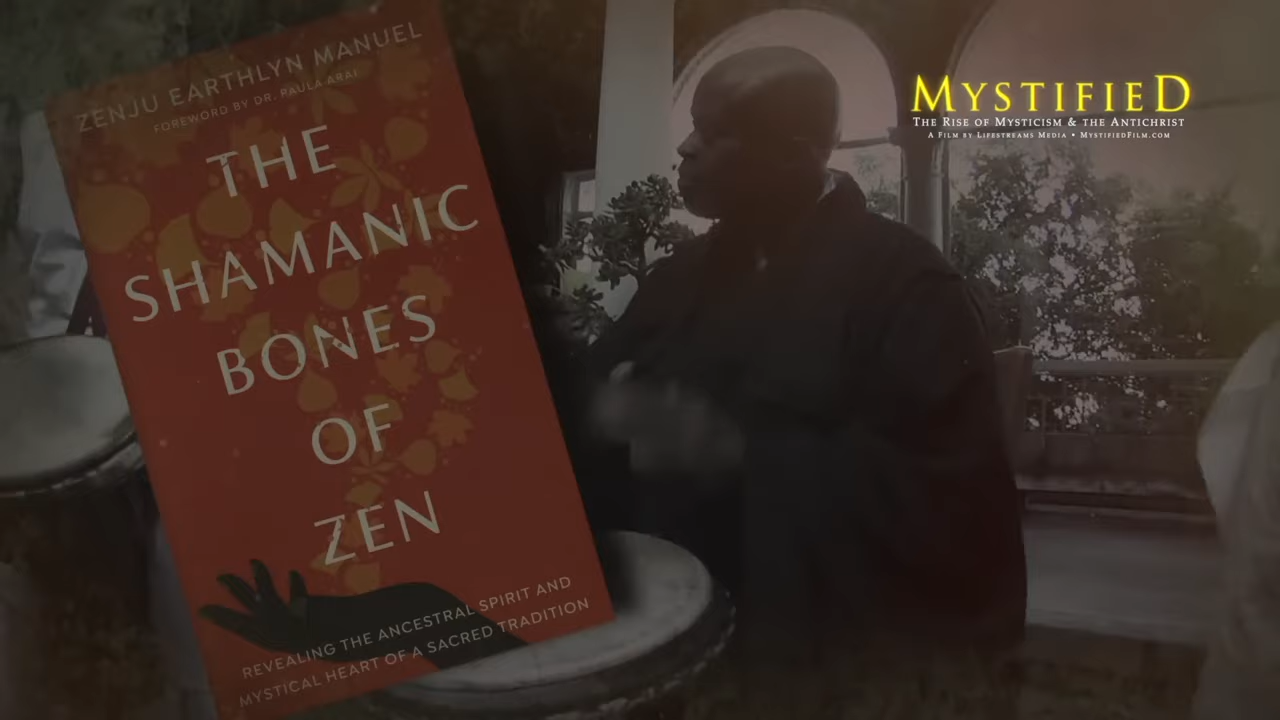 ZENJU EARTHLYN MANUEL
FOREWORD BY DR. PAULA ARAI
THE
SHAMANIC
BONES
OF
ZEN
REVEALING THE ANCESTRAL SPIRIT AND
MYSTICAL HEART OF A SACRED TRADITION
MYSTIFIED
THE RISE OF MYSTICISM & THE ANTICHRIST
A FILM BY LIFESTREAMS MEDIA • MYSTIFIEDFILM.COM